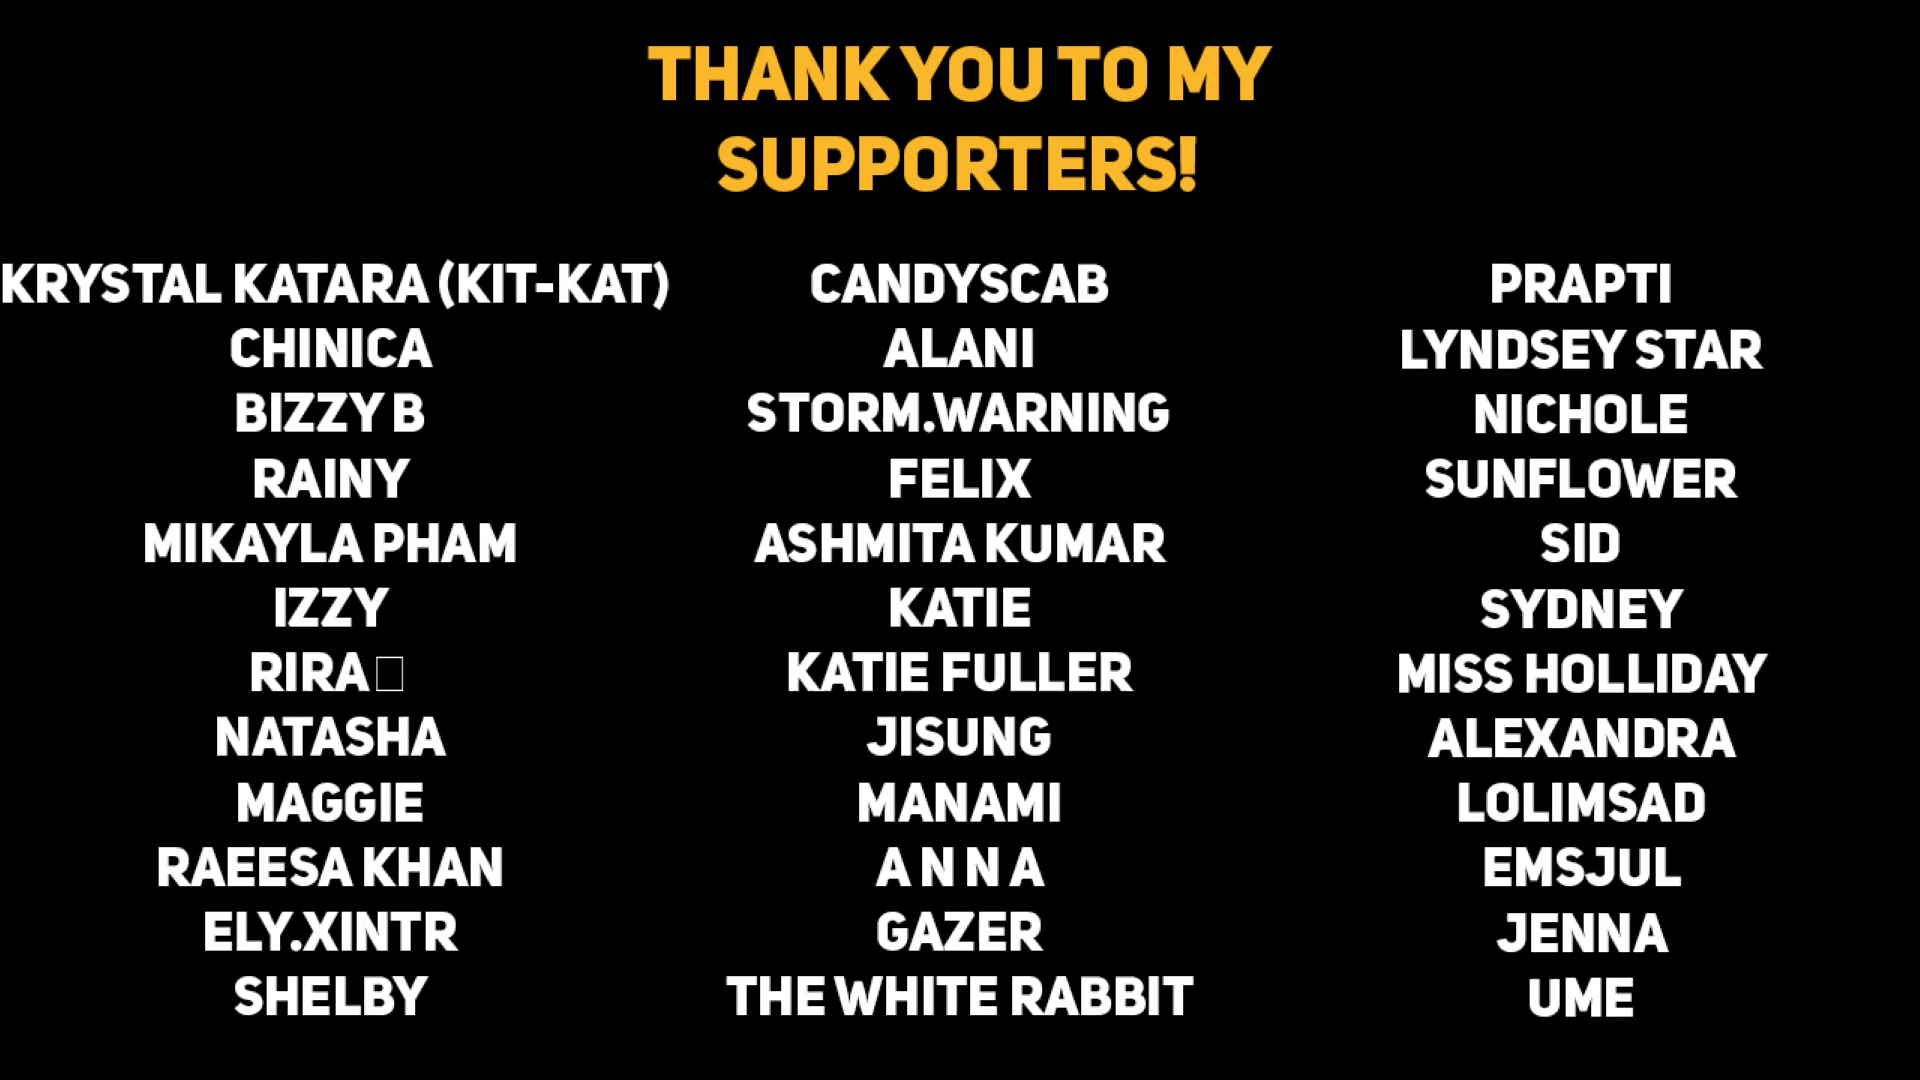 THANK YOU TO MY
SUPPORTERS!
KRYSTAL KATARA (KIT-KAT)
CHINICA
BIZZY B
RAINY
MIKAYLA PHAM
IZZY
RIRA□
NATASHA
MAGGIE
RAEESA KHAN
ELY.XINTR
SHELBY
CANDYSCAB
ALANI
STORM.WARNING
FELIX
ASHMITA KUMAR
KATIE
KATIE FULLER
JISUNG
MANAMI
A N N A
GAZER
THE WHITE RABBIT
PRAPTI
LYNDSEY STAR
NICHOLE
SUNFLOWER
SID
SYDNEY
MISS HOLLIDAY
ALEXANDRA
LOLIMSAD
EMSJUL
JENNA
UME